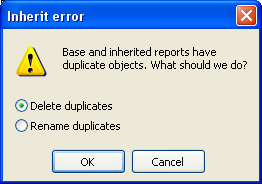 Inherit error
Base and inherited reports have
duplicate objects. What should we do?
Delete duplicates
Rename duplicates
OK
Cancel